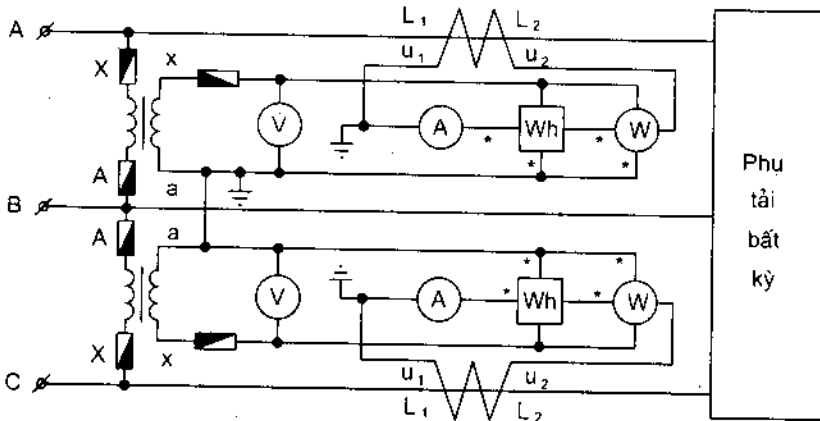 L₁ L₂
A
u₁ u₂
X x
V A * Wh * W
* *
A a
B
A a
* *
V A * Wh * W
X x
u₁ u₂
C
L₁ L₂
Phụ
tải
bất
kỳ